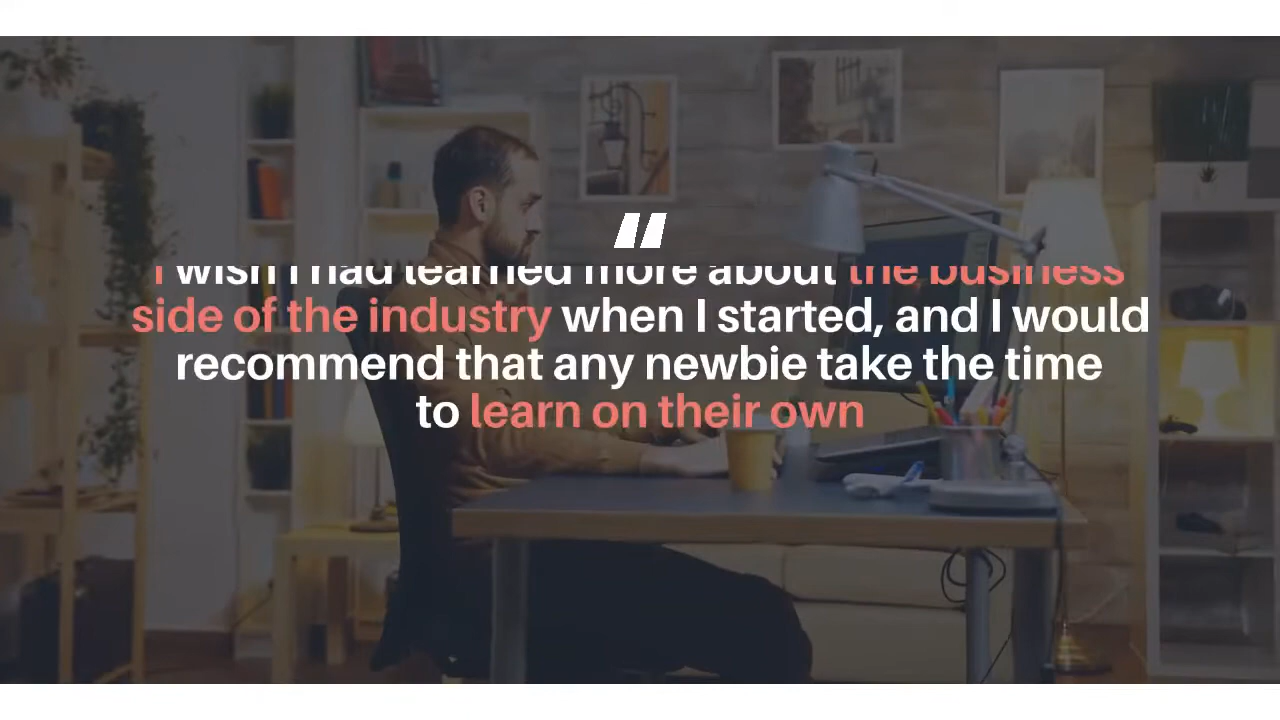 “
I wish I had learned more about the business
side of the industry when I started, and I would
recommend that any newbie take the time
to learn on their own